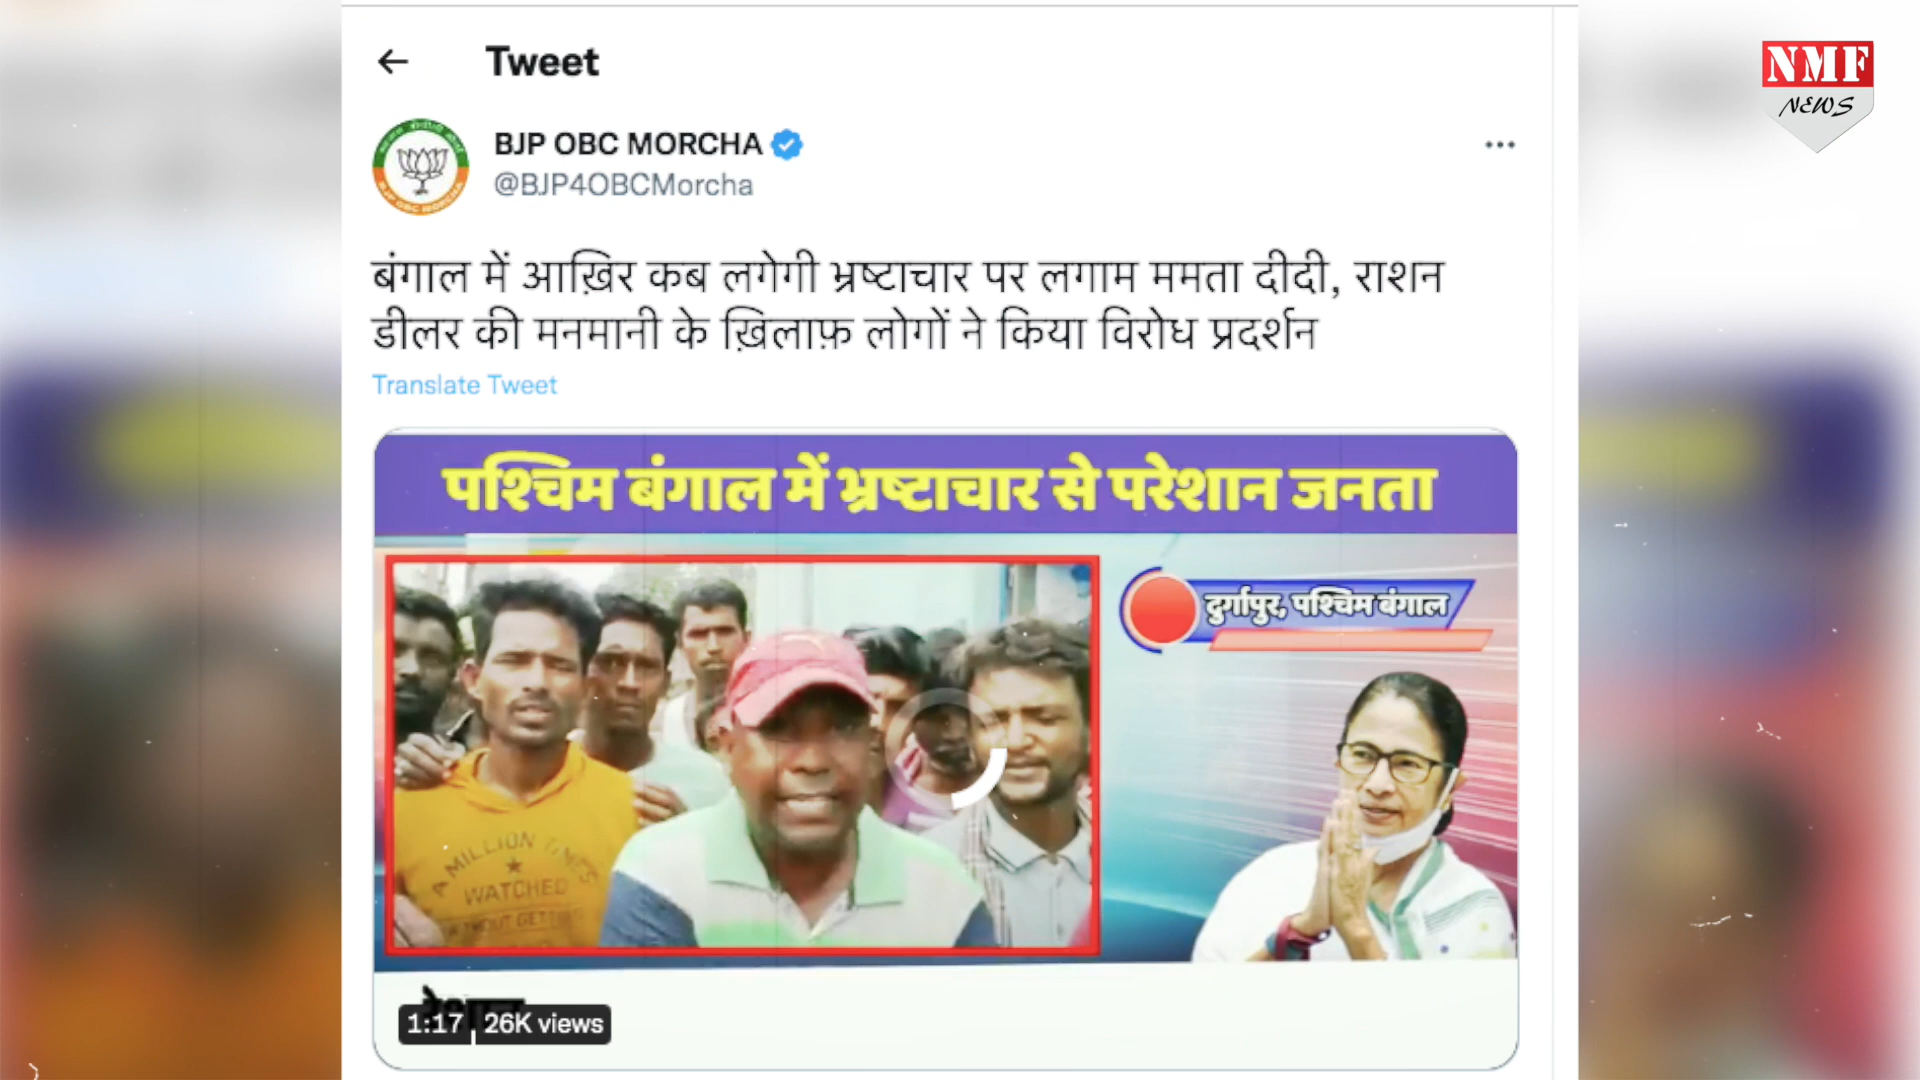 Tweet
NMF
NEWS
BJP OBC MORCHA
@BJP4OBCMorcha
बंगाल में आख़िर कब लगेगी भ्रष्टाचार पर लगाम ममता दीदी, राशन
डीलर की मनमानी के ख़िलाफ़ लोगों ने किया विरोध प्रदर्शन
Translate Tweet
पश्चिम बंगाल में भ्रष्टाचार से परेशान जनता
दुर्गापुर, पश्चिम बंगाल
A MILLION
WATCHED
1:17 26K views